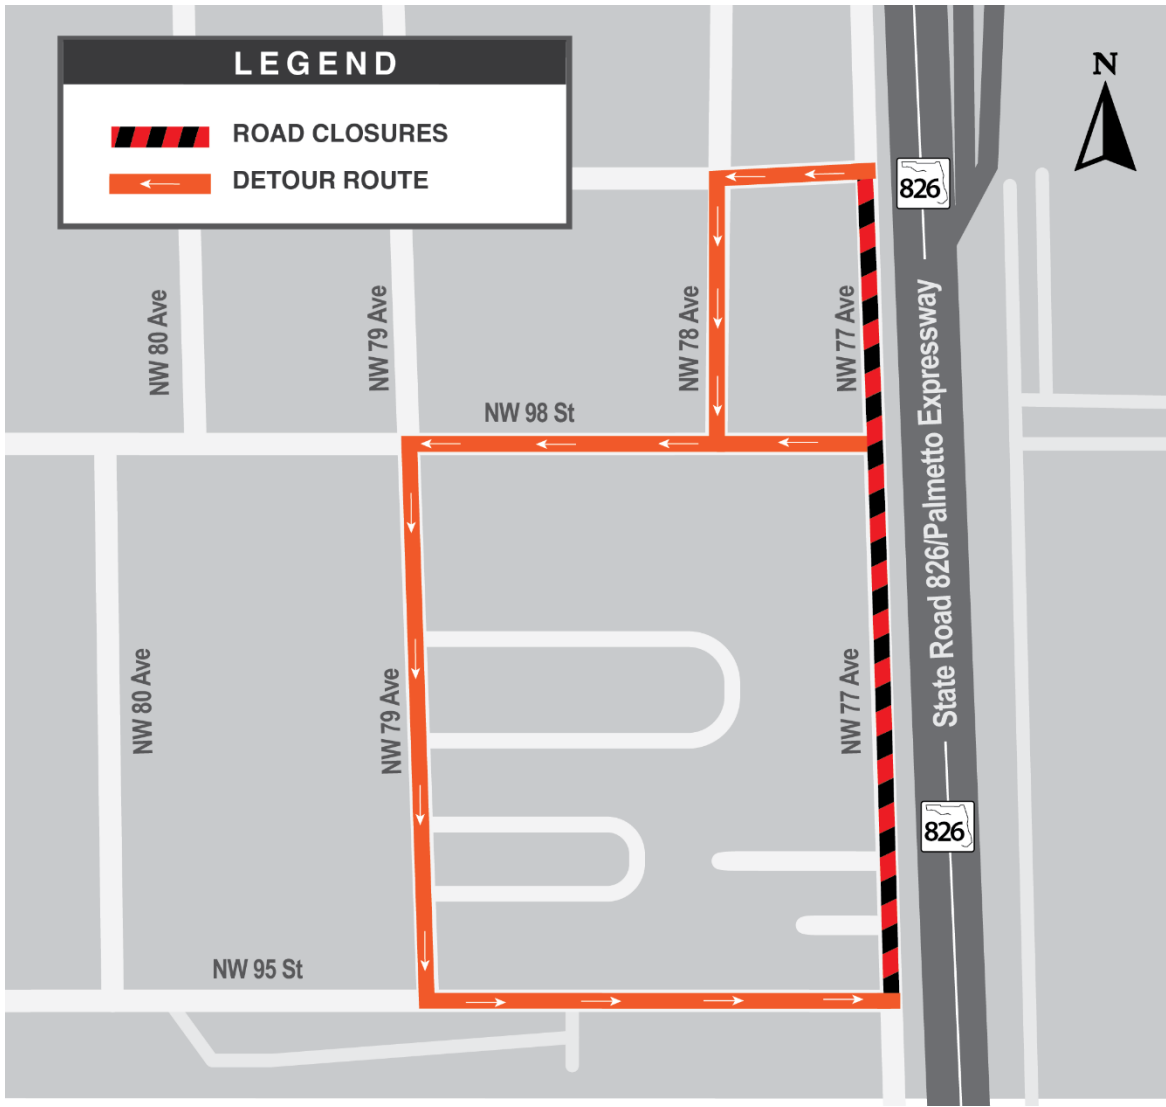 LEGEND
ROAD CLOSURES
DETOUR ROUTE
N
826
NW 80 Ave
NW 79 Ave
NW 78 Ave
NW 77 Ave
State Road 826/Palmetto Expressway
NW 98 St
NW 80 Ave
NW 79 Ave
NW 77 Ave
826
NW 95 St